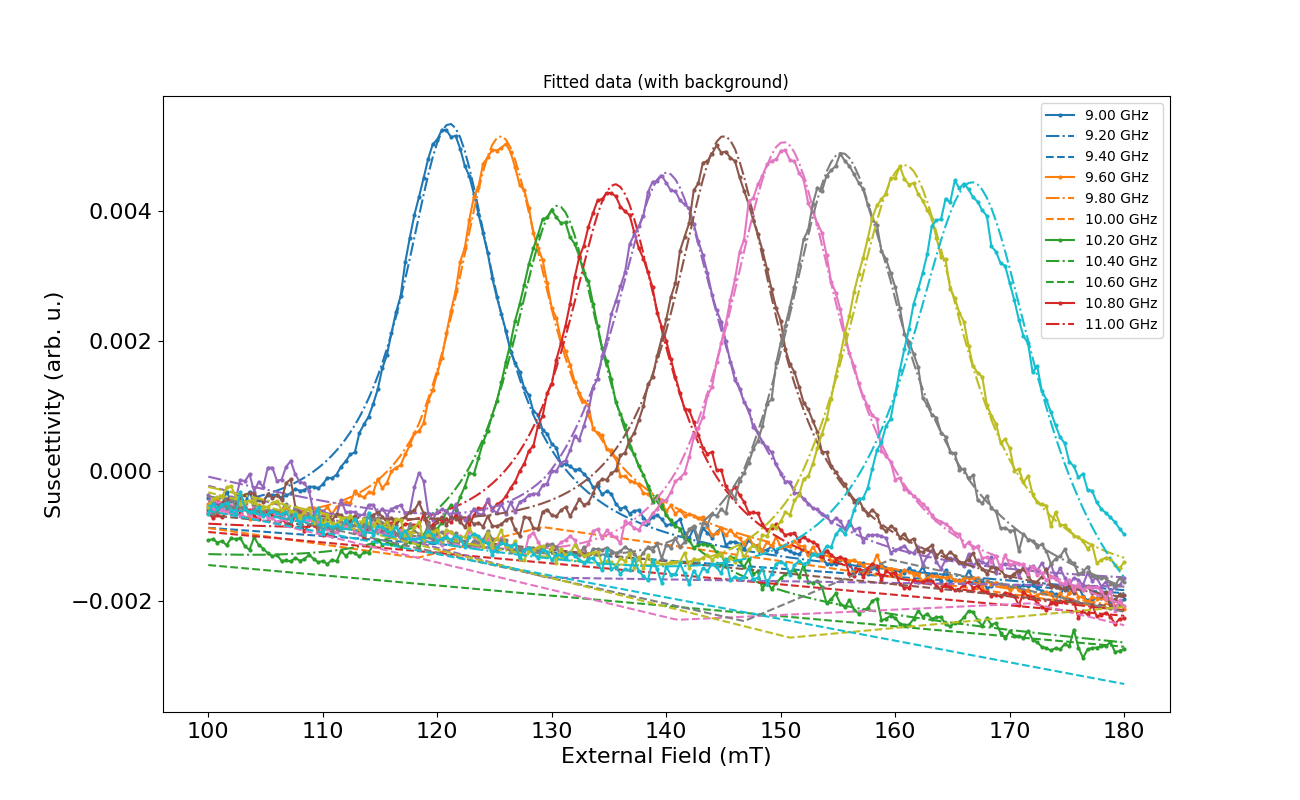 Fitted data (with background)
9.00 GHz
9.20 GHz
9.40 GHz
9.60 GHz
9.80 GHz
10.00 GHz
10.20 GHz
10.40 GHz
10.60 GHz
10.80 GHz
11.00 GHz
Suscettivity (arb. u.)
0.004
0.002
0.000
−0.002
100 110 120 130 140 150 160 170 180
External Field (mT)